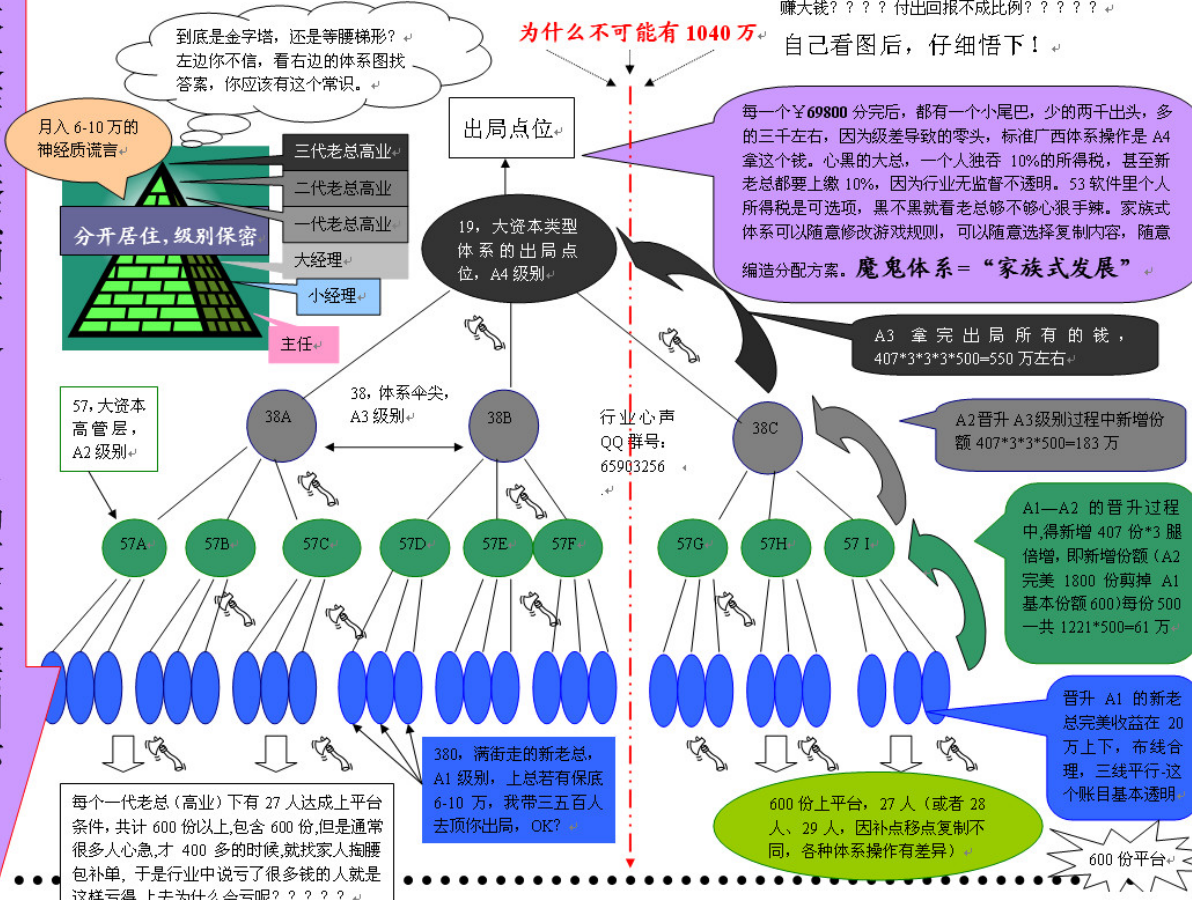 赚大钱？？？？付出回报不成比例？？？？？
为什么不可能有 1040 万
自己看图后，仔细悟下！
到底是金字塔，还是等腰梯形？
左边你不信，看右边的体系图找
答案，你应该有这个常识。
月入 6-10 万的
神经质谎言
三代老总高业
二代老总高业
一代老总高业
大经理
小经理
主任
分开居住，级别保密
出局点位
每一个￥69800 分完后，都有一个小尾巴，少的两千出头，多
的三千左右，因为级差导致的零头，标准广西体系操作是 A4
拿这个钱。心黑的大总，一个人独吞 10%的所得税，甚至新
老总都要上缴 10%，因为行业无监督不透明。53 软件里个人
所得税是可选项，黑不黑就看老总够不够心狠手辣。家族式
体系可以随意修改游戏规则，可以随意选择复制内容，随意
编造分配方案。魔鬼体系=“家族式发展”
19，大资本类型
体系的出局点
位，A4 级别
A3 拿完出局所有的钱，
407*3*3*3*500=550 万左右
57，大资本
高管层，
A2 级别
38A
38，体系伞尖，
A3 级别
38B
行业心声
QQ 群号：
65903256
.
38C
A2晋升A3级别过程中新增份
额 407*3*3*500=183 万
A1—A2 的晋升过程
中,得新增 407 份*3 腿
倍增，即新增份额（A2
完美 1800 份剪掉 A1
基本份额 600）每份 500
一共 1221*500=61 万
57A
57B
57C
57D
57E
57F
57G
57H
57 I
晋升 A1 的新老
总完美收益在 20
万上下，布线合
理，三线平行-这
个账目基本透明
380，满街走的新老总，
A1 级别，上总若有保底
6-10 万，我带三五百人
去顶你出局，OK？
每个一代老总（高业）下有 27 人达成上平台
条件，共计 600 份以上,包含 600 份,但是通常
很多人心急,才 400 多的时候,就找家人掏腰
包补单，于是行业中说亏了很多钱的人就是
这样亏得,上去为什么会亏呢？？？？？
600 份上平台，27 人（或者 28
人、29 人，因补点移点复制不
同，各种体系操作有差异）
600 份平台